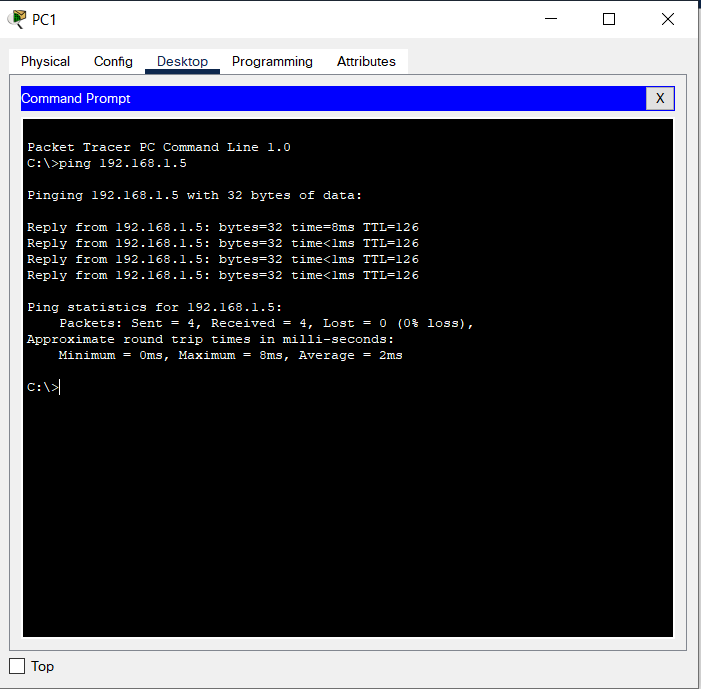 PC1
Physical Config Desktop Programming Attributes
Command Prompt X
Packet Tracer PC Command Line 1.0
C:\>ping 192.168.1.5
Pinging 192.168.1.5 with 32 bytes of data:
Reply from 192.168.1.5: bytes=32 time=8ms TTL=126
Reply from 192.168.1.5: bytes=32 time<1ms TTL=126
Reply from 192.168.1.5: bytes=32 time<1ms TTL=126
Reply from 192.168.1.5: bytes=32 time<1ms TTL=126
Ping statistics for 192.168.1.5:
Packets: Sent = 4, Received = 4, Lost = 0 (0% loss),
Approximate round trip times in milli-seconds:
Minimum = 0ms, Maximum = 8ms, Average = 2ms
C:\>
Top